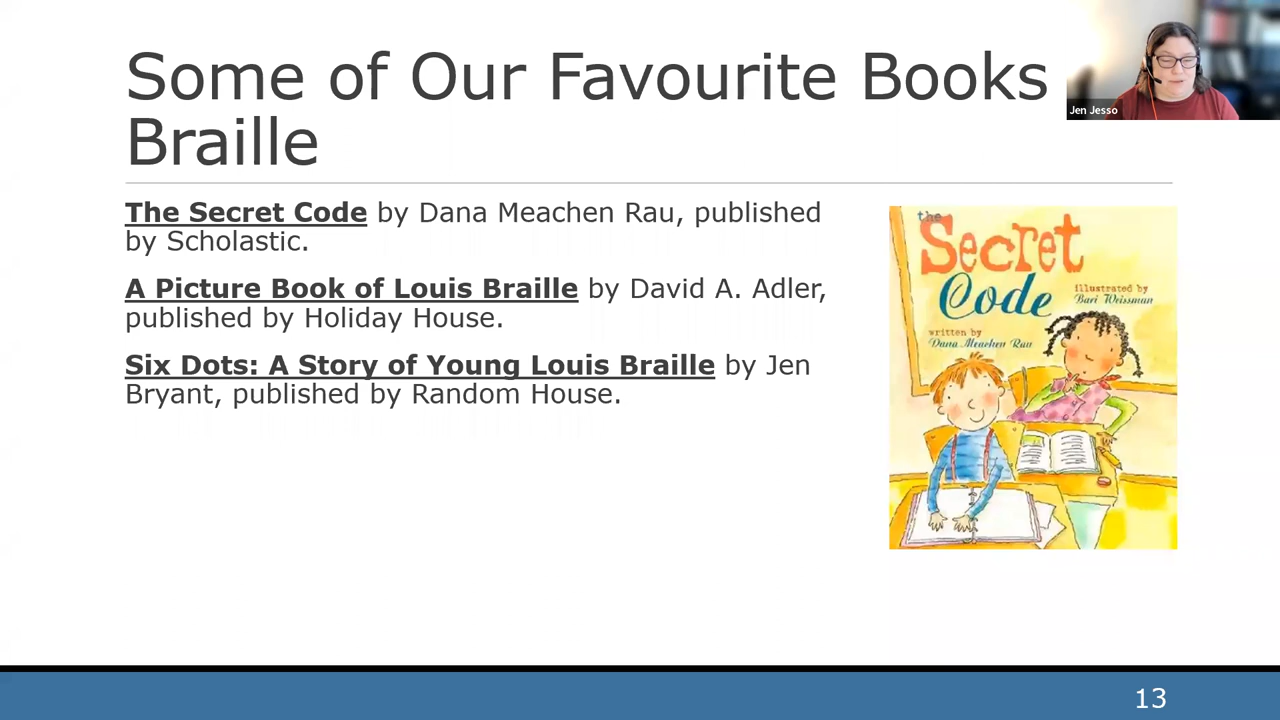 Some of Our Favourite Books
Braille
Jen Jesso
The Secret Code by Dana Meachen Rau, published
by Scholastic.
A Picture Book of Louis Braille by David A. Adler,
published by Holiday House.
Six Dots: A Story of Young Louis Braille by Jen
Bryant, published by Random House.
the
Secret
Code
illustrated by
Bari Weissman
written by
Dana Meachen Rau
13